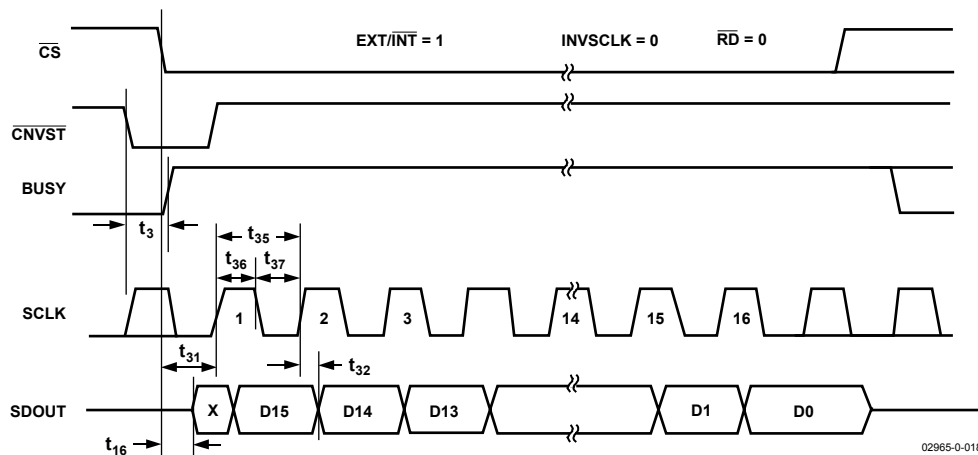 EXT/INT = 1 INVSCLK = 0 RD = 0
CS
CNVST
BUSY
t3
t35
t36 t37
SCLK
1 2 3 14 15 16
t31
t32
SDOUT
X D15 D14 D13 D1 D0
t16
02965-0-018